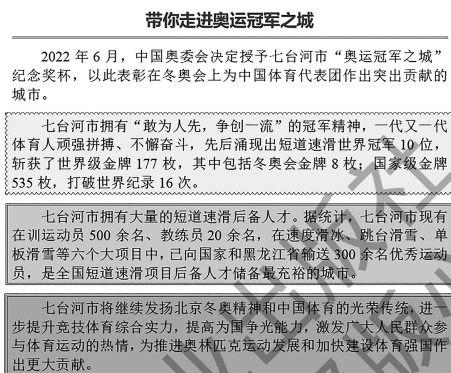 带你走进奥运冠军之城
2022 年 6 月，中国奥委会决定授予七台河市“奥运冠军之城”
纪念奖杯，以此表彰在冬奥会上为中国体育代表团作出突出贡献的
城市。
七台河市拥有“敢为人先，争创一流”的冠军精神，一代又一代
体育人顽强拼搏、不懈奋斗，先后涌现出短道速滑世界冠军 10 位，
斩获了世界级金牌 177 枚，其中包括冬奥会金牌 8 枚；国家级金牌
535 枚，打破世界纪录 16 次。
七台河市拥有大量的短道速滑后备人才。据统计，七台河市现有
在训运动员 500 余名、教练员 20 余名，在速度滑冰、跳台滑雪、单
板滑雪等六个大项目中，已向国家和黑龙江省输送 300 余名优秀运动
员，是全国短道速滑项目后备人才储备最充裕的城市。
七台河市将继续发扬北京冬奥精神和中国体育的光荣传统，进一
步提升竞技体育综合实力，提高为国争光能力，激发广大人民群众参
与体育运动的热情，为推进奥林匹克运动发展和加快建设体育强国作
出更大贡献。